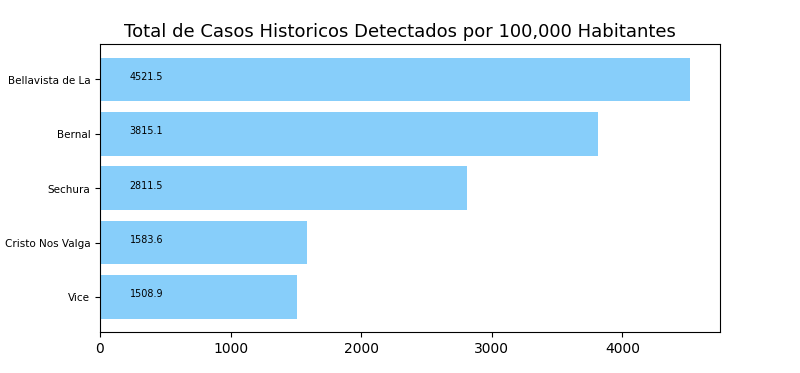 Total de Casos Historicos Detectados por 100,000 Habitantes
Bellavista de La 4521.5
Bernal 3815.1
Sechura 2811.5
Cristo Nos Valga 1583.6
Vice 1508.9
0 1000 2000 3000 4000